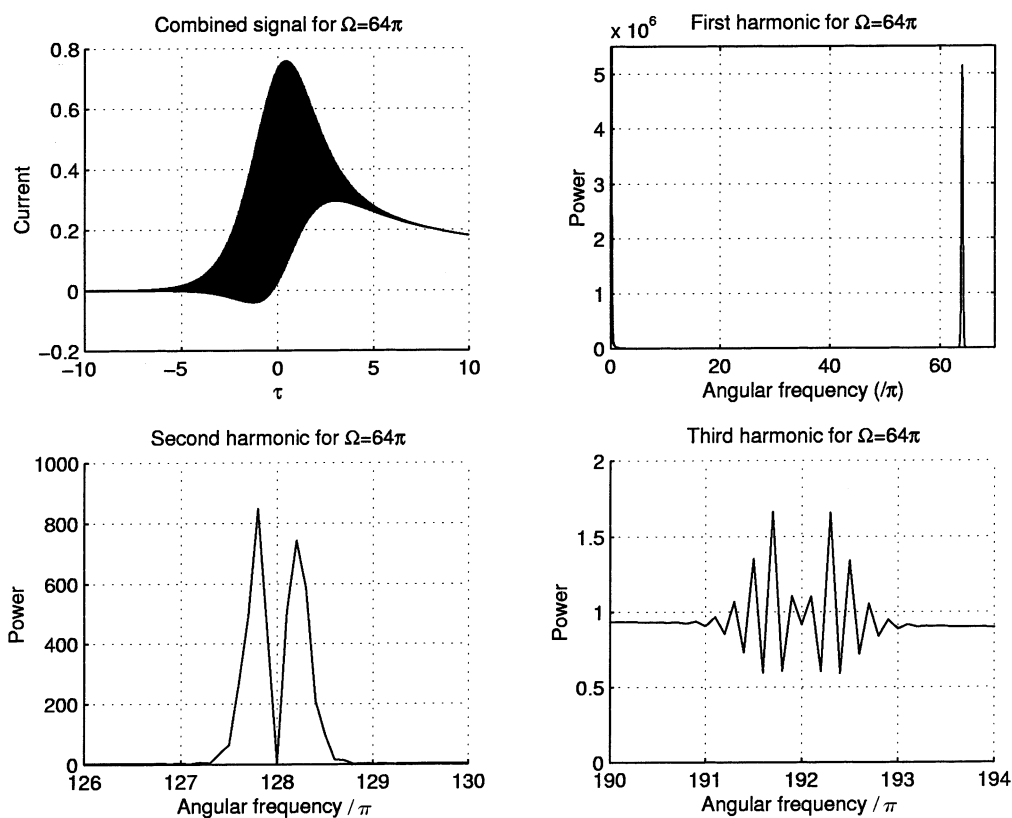 Combined signal for Ω=64π
0.8
0.6
0.4
0.2
0
−0.2
Current
−10 −5 0 5 10
τ
First harmonic for Ω=64π
x 10^6
5
4
3
2
1
0
Power
0 20 40 60
Angular frequency (/π)
Second harmonic for Ω=64π
1000
800
600
400
200
0
Power
126 127 128 129 130
Angular frequency / π
Third harmonic for Ω=64π
2
1.5
1
0.5
0
Power
190 191 192 193 194
Angular frequency / π